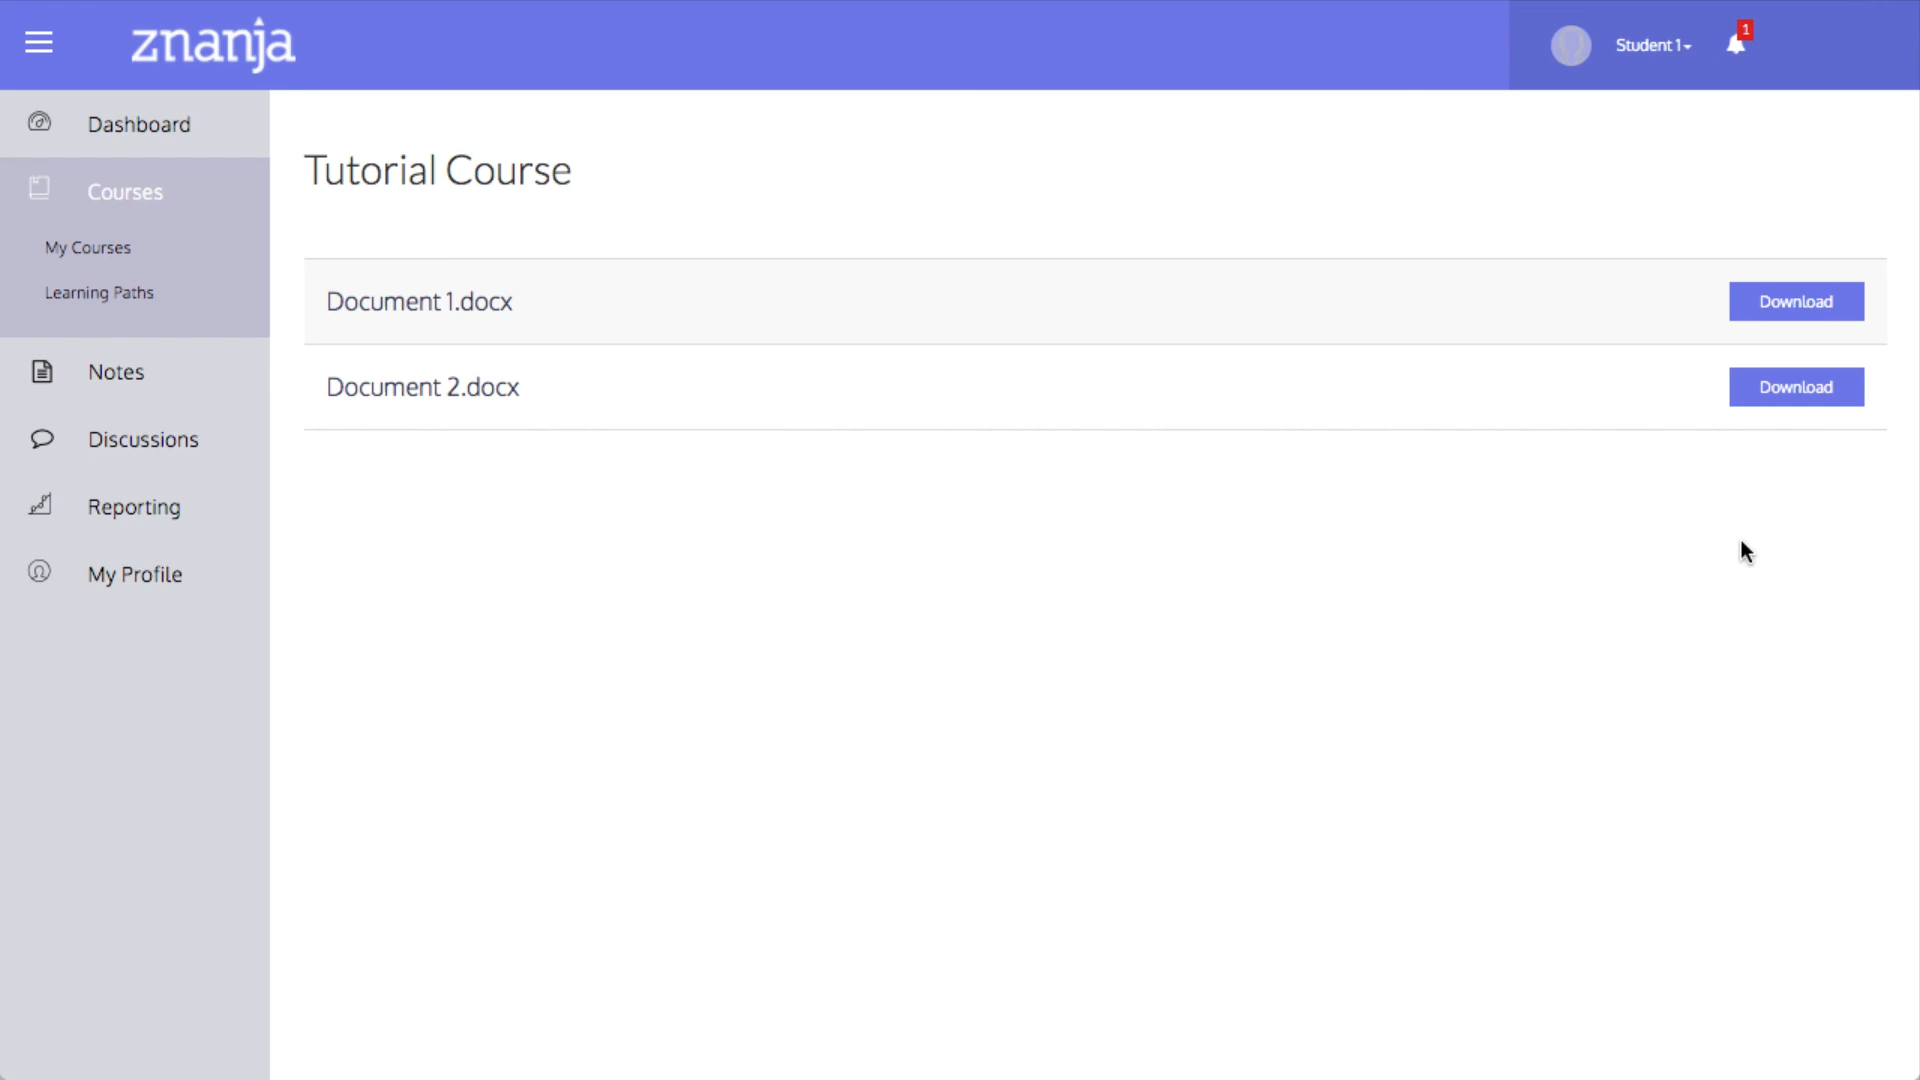 znanja
Student 1
1
Dashboard
Courses
My Courses
Learning Paths
Notes
Discussions
Reporting
My Profile
Tutorial Course
Document 1.docx
Download
Document 2.docx
Download